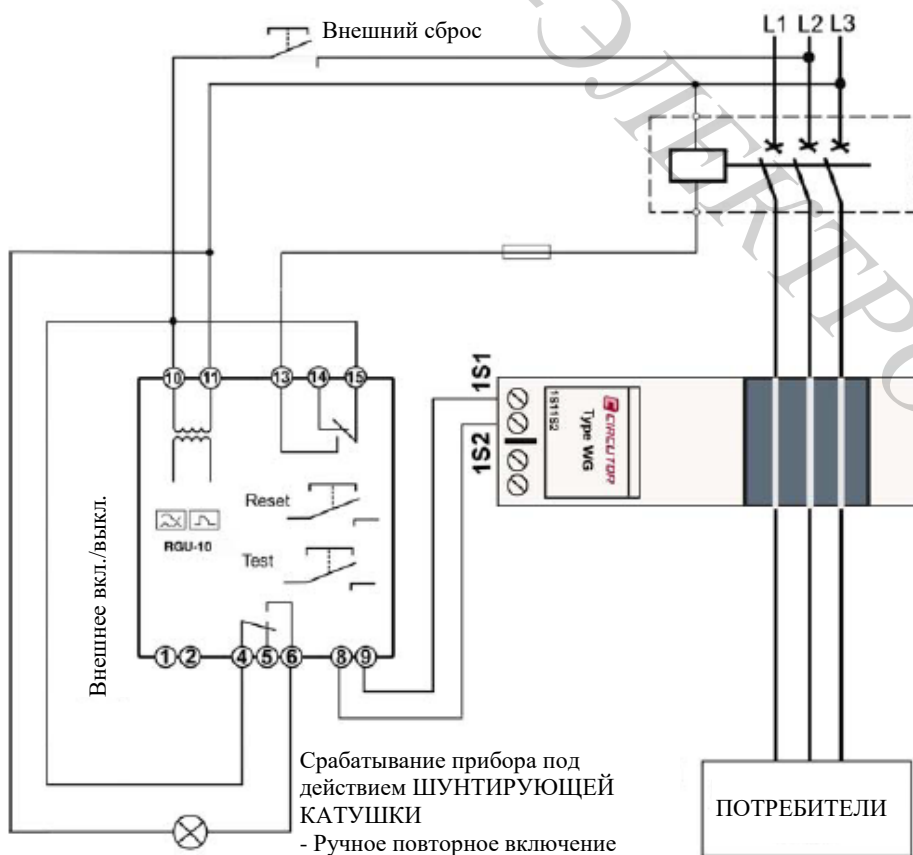 Внешний сброс
L1 L2 L3
ЭЛЕКТРО
10 11 13 14 15
1S1
1S2
1S11S2
CIRCUTOR
Type WG
Reset
RGU-10
Test
Внешнее вкл./выкл.
1 2 4 5 6 8 9
Срабатывание прибора под
действием ШУНТИРУЮЩЕЙ
КАТУШКИ
- Ручное повторное включение
ПОТРЕБИТЕЛИ